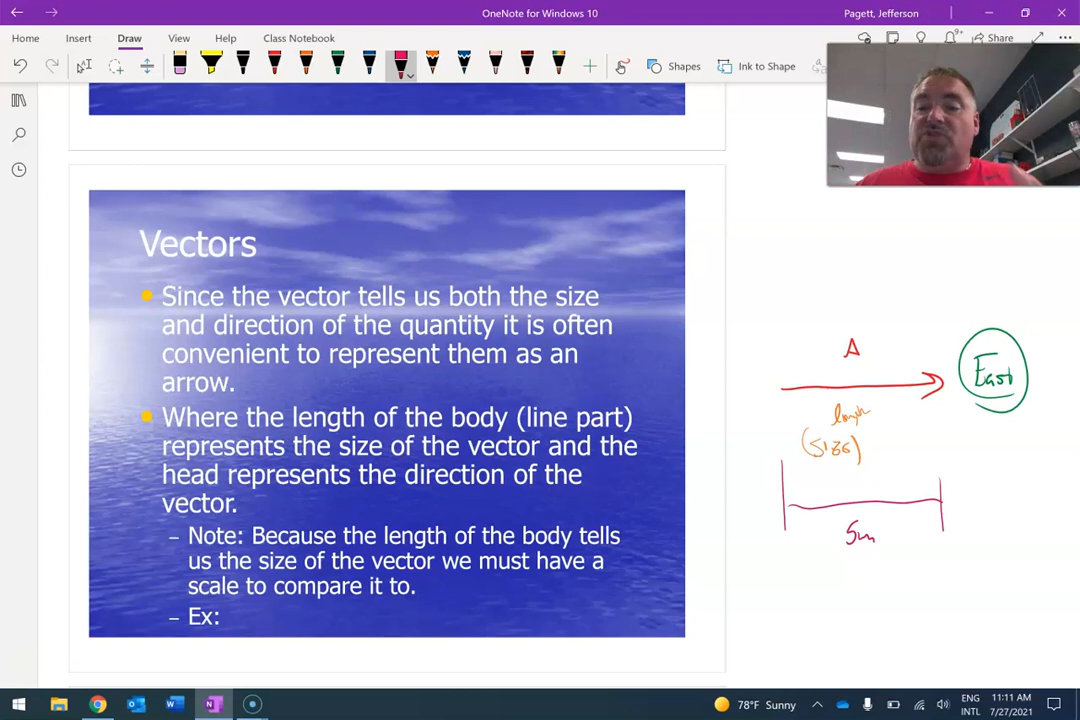 OneNote for Windows 10
Pagett, Jefferson
Home Insert Draw View Help Class Notebook
9+
Share
Shapes
Ink to Shape
Vectors
Since the vector tells us both the size
and direction of the quantity it is often
convenient to represent them as an
arrow.
Where the length of the body (line part)
represents the size of the vector and the
head represents the direction of the
vector.
– Note: Because the length of the body tells
us the size of the vector we must have a
scale to compare it to.
– Ex:
A
East
length
(size)
5m
78°F Sunny
ENG
INTL
11:11 AM
7/27/2021